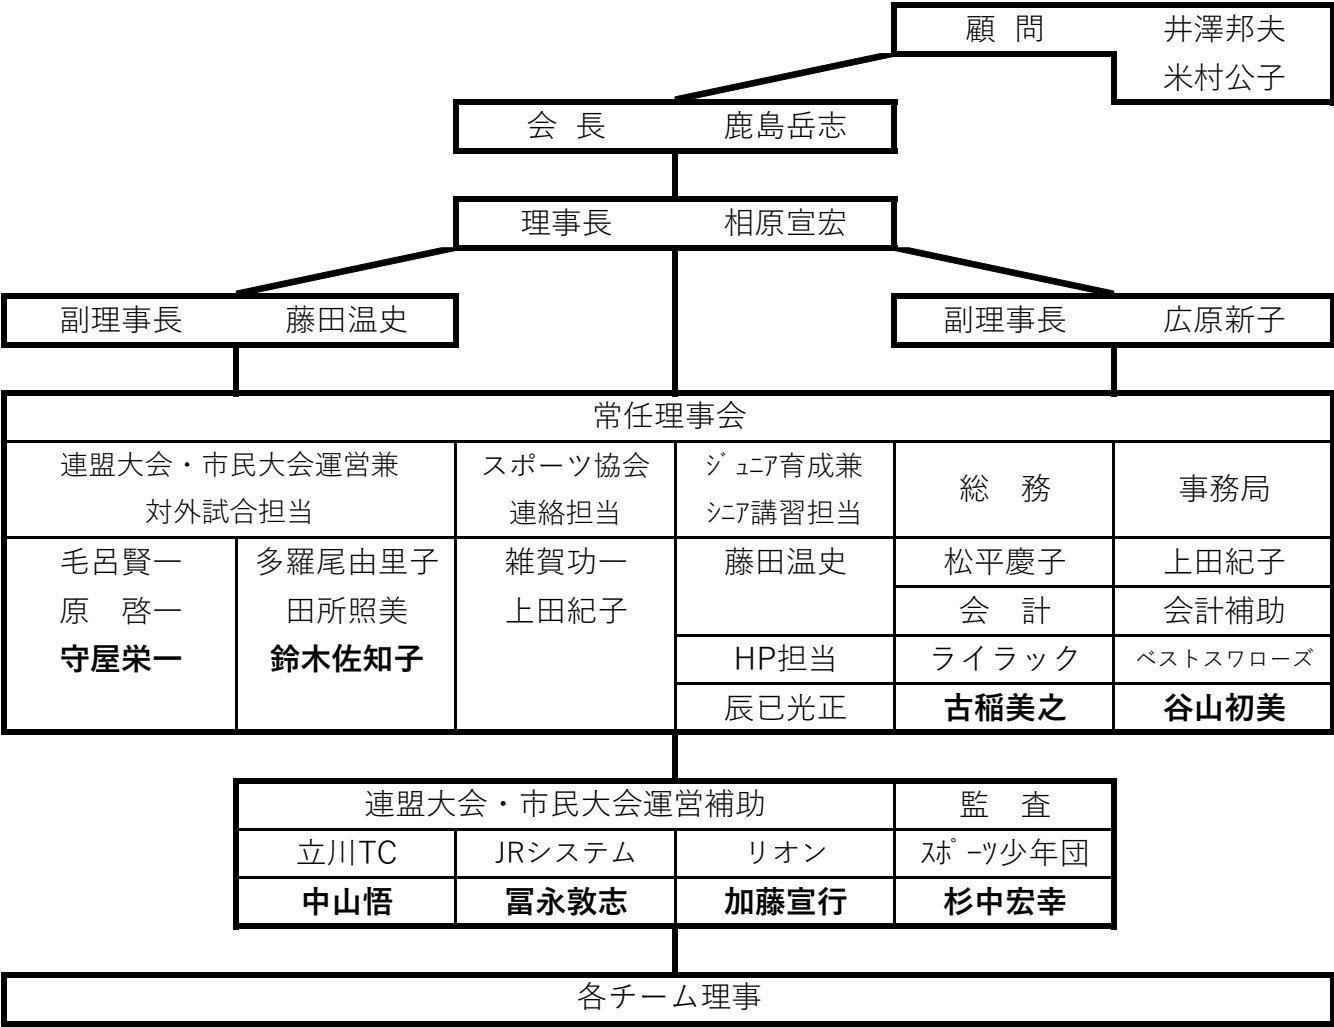 顧 問 井澤邦夫
米村公子
会 長 鹿島岳志
理事長 相原宣宏
副理事長 藤田温史 副理事長 広原新子
常任理事会
連盟大会・市民大会運営兼 スポーツ協会 ｼﾞｭﾆｱ育成兼 総 務 事務局
対外試合担当 連絡担当 ｼﾆｱ講習担当
毛呂賢一 多羅尾由里子 雑賀功一 藤田温史 松平慶子 上田紀子
原 啓一 田所照美 上田紀子 会 計 会計補助
守屋栄一 鈴木佐知子 HP担当 ライラック ベストスワローズ
辰已光正 古稲美之 谷山初美
連盟大会・市民大会運営補助 監 査
立川TC JRシステム リオン ｽﾎﾟｰﾂ少年団
中山悟 冨永敦志 加藤宣行 杉中宏幸
各チーム理事